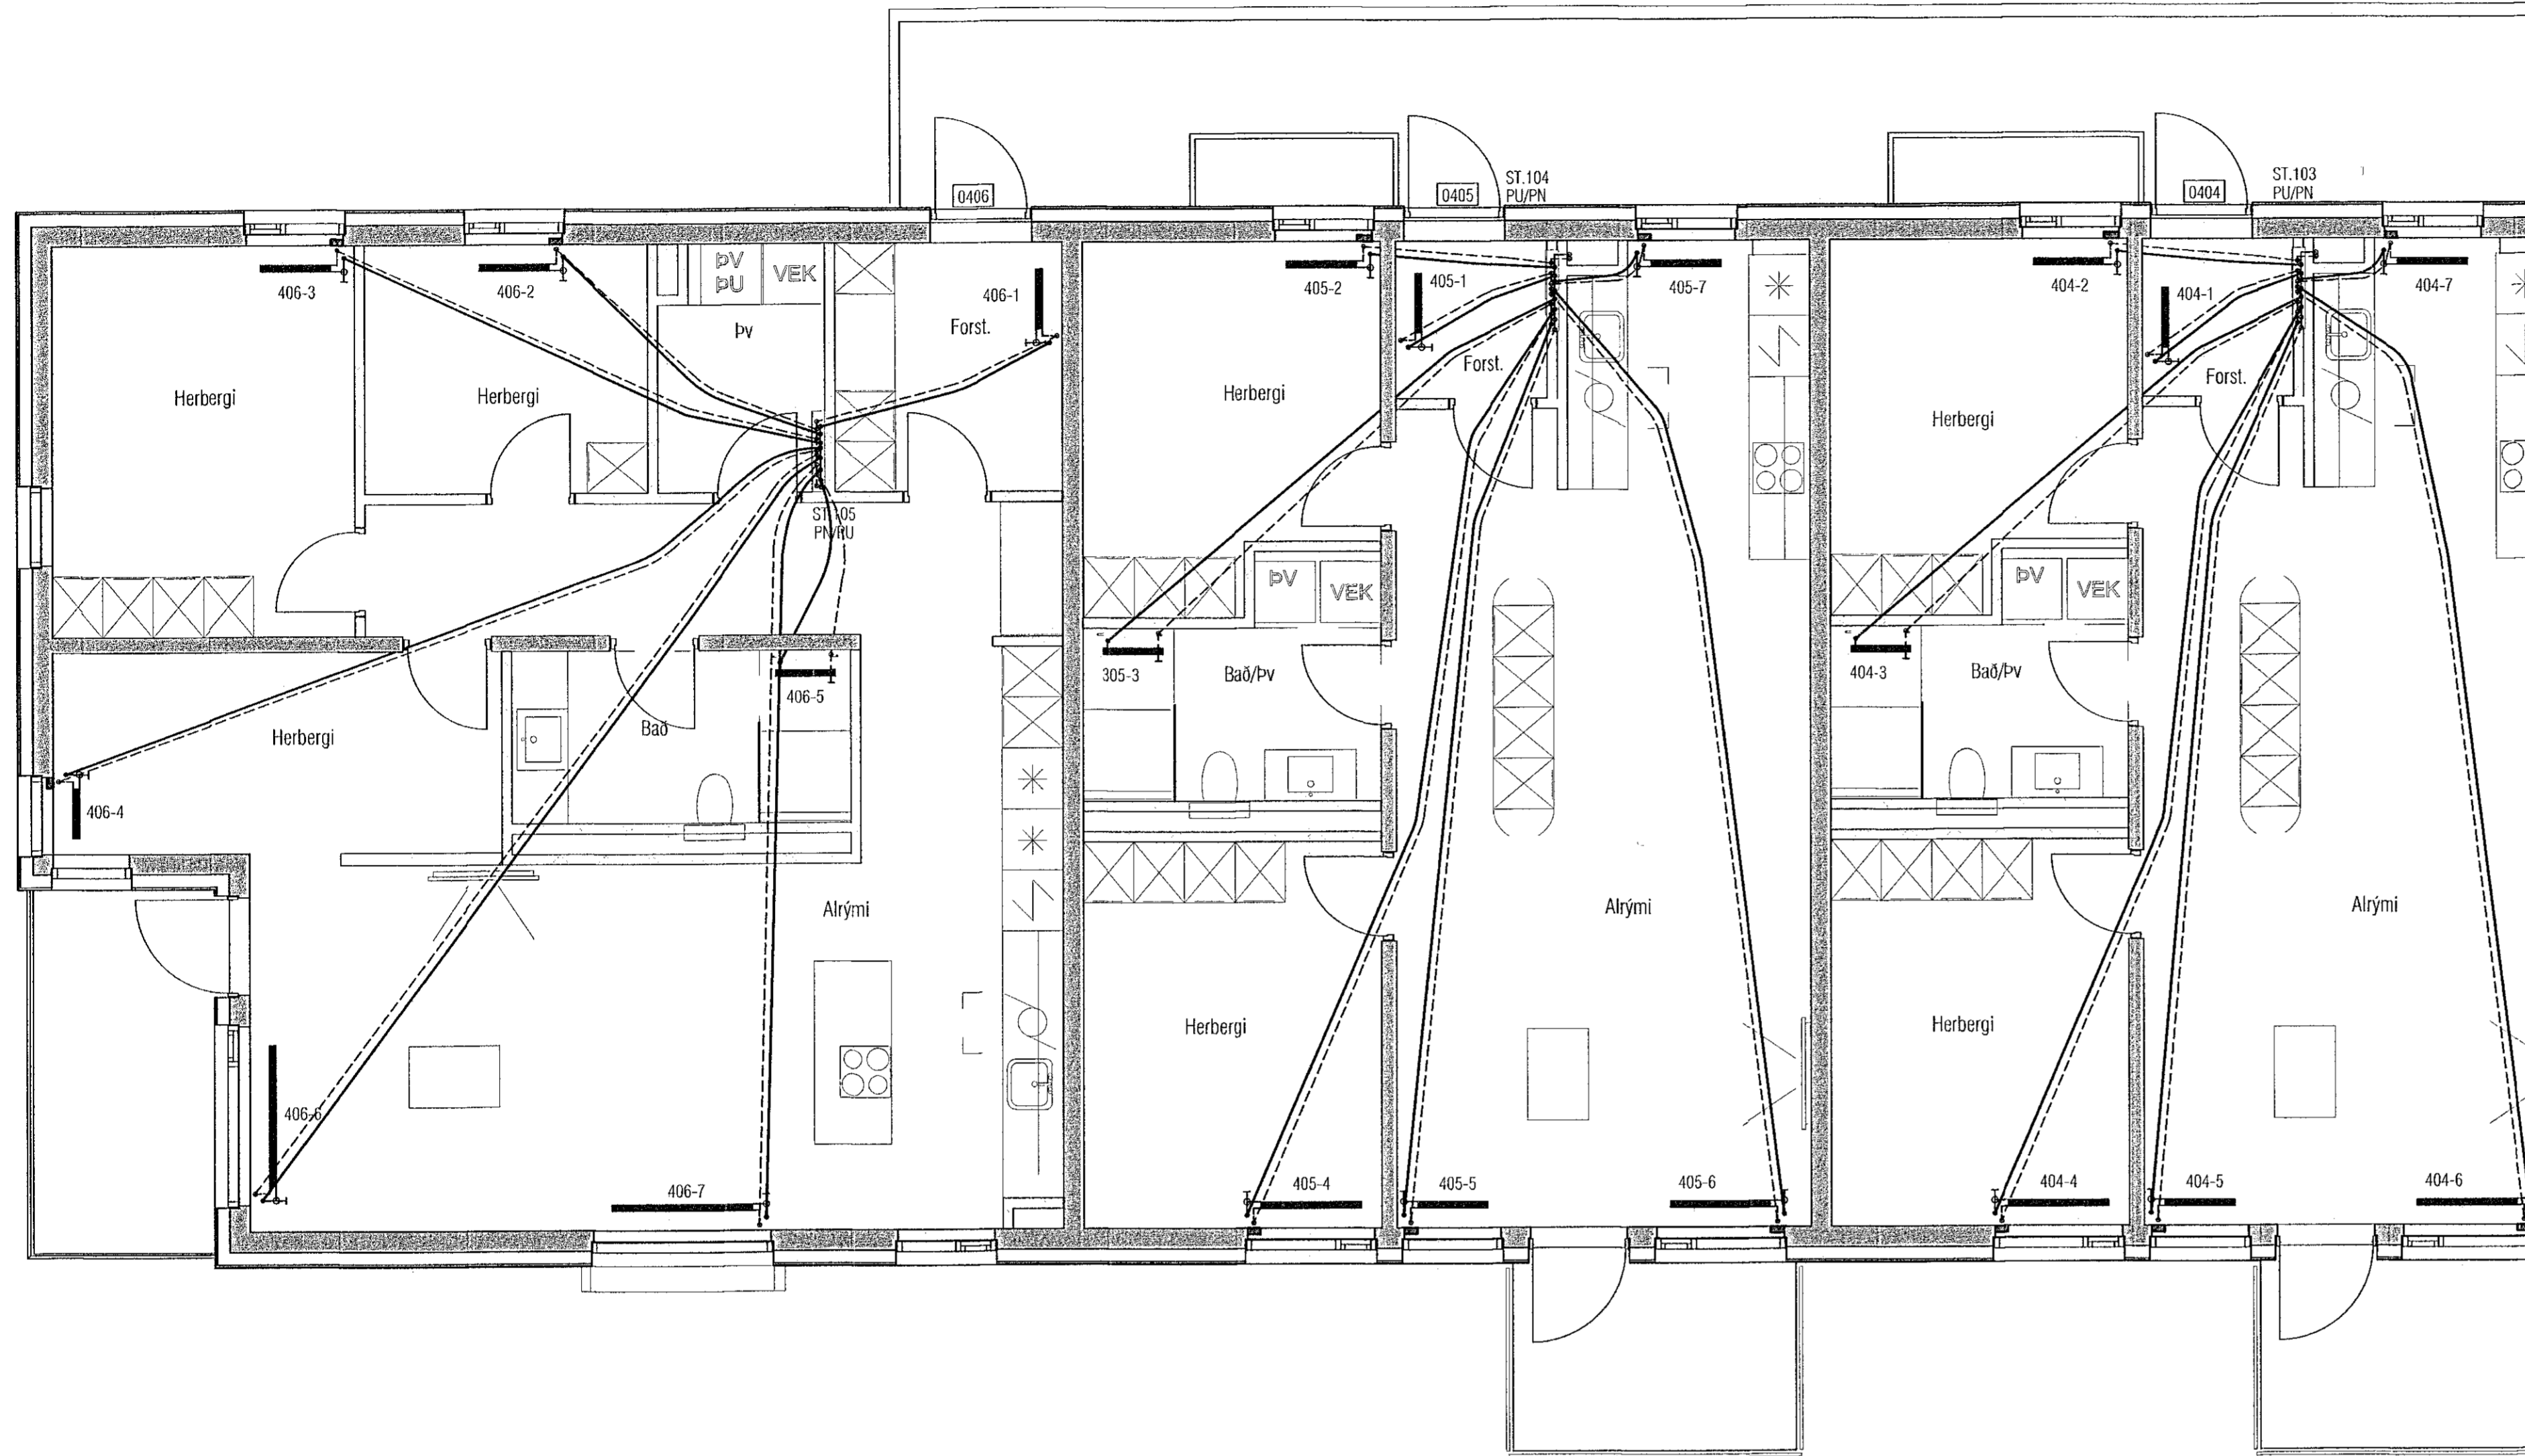 0406
0405
ST.104
PU/PN
0404
ST.103
PU/PN
406-3
406-2
ÞV
ÞU
VEK
Þv
406-1
Forst.
Herbergi
Herbergi
ST.105
PN/PU
Herbergi
406-4
Bað
406-5
Alrými
406-6
406-7
405-2
405-1
405-7
Forst.
Herbergi
ÞV
VEK
305-3
Bað/Þv
Herbergi
Alrými
405-4
405-5
405-6
404-2
404-1
404-7
Forst.
Herbergi
ÞV
VEK
404-3
Bað/Þv
Herbergi
Alrými
404-4
404-5
404-6